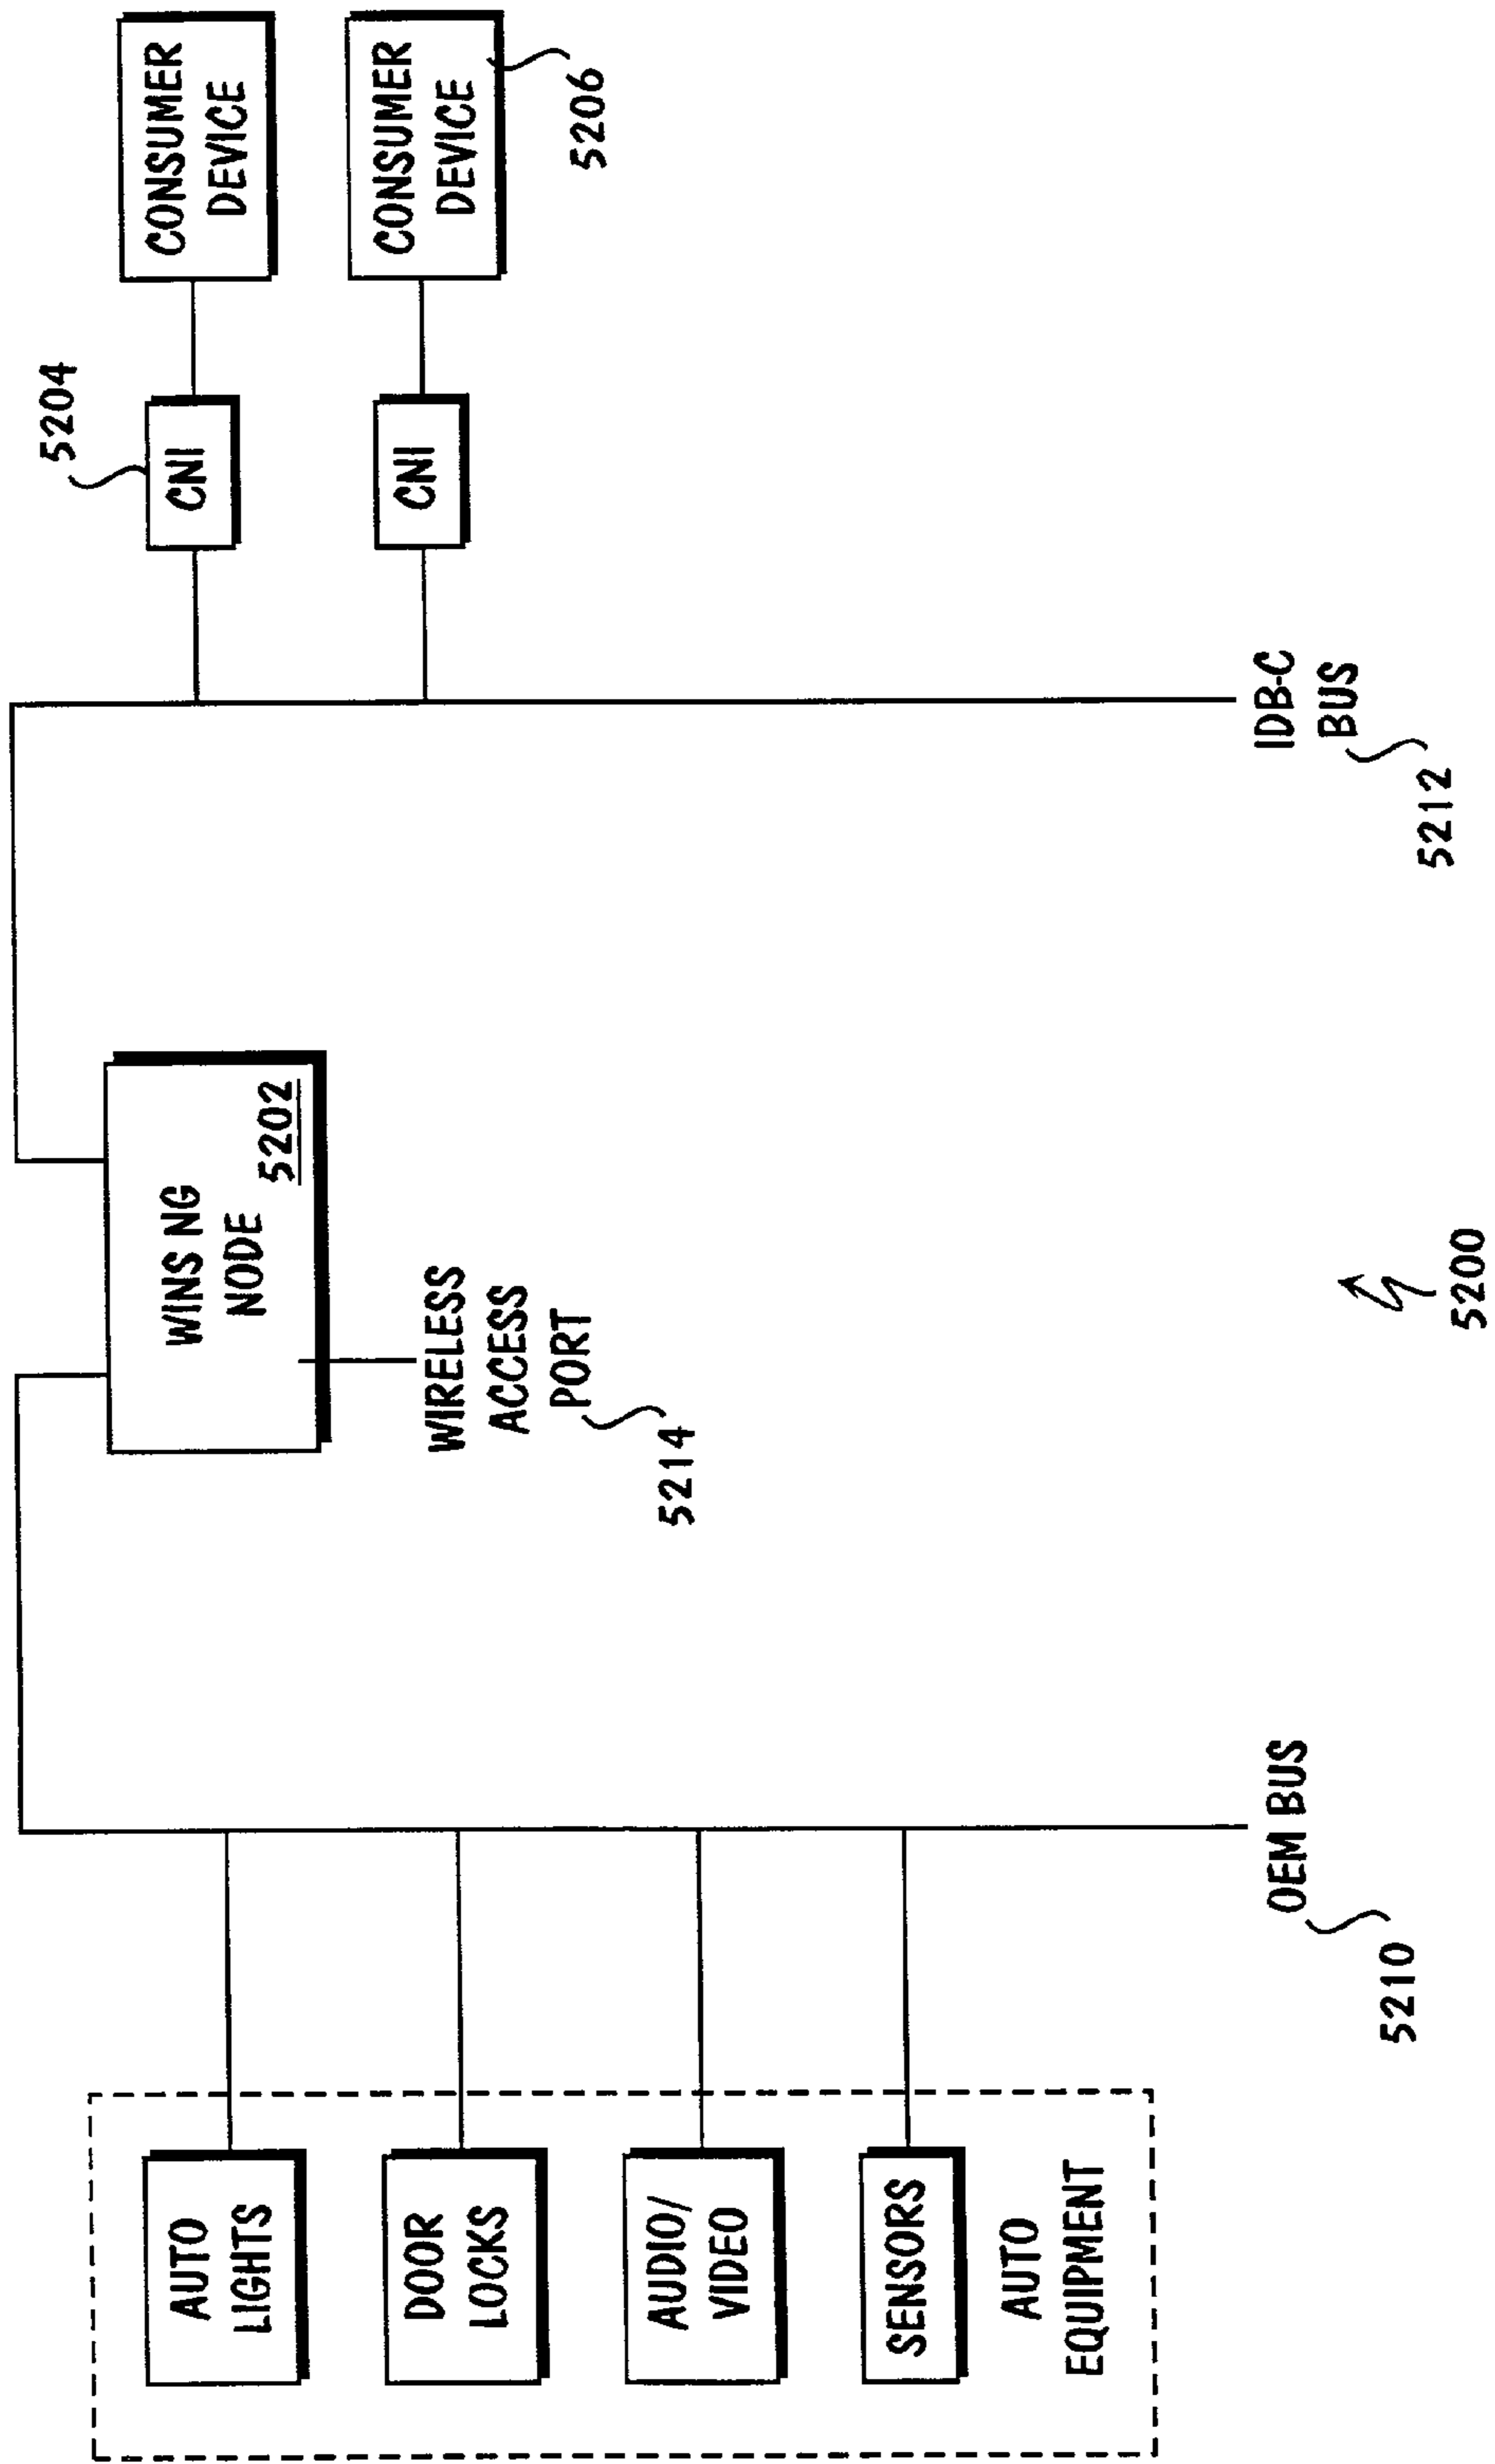 AUTO
LIGHTS
DOOR
LOCKS
AUDIO/
VIDEO
SENSORS
AUTO
EQUIPMENT
OEM BUS
5210
WINS NG
NODE
5202
WIRELESS
ACCESS
PORT
5214
5200
5204
CNI
CONSUMER
DEVICE
CNI
CONSUMER
DEVICE
5206
IDB-C
BUS
5212